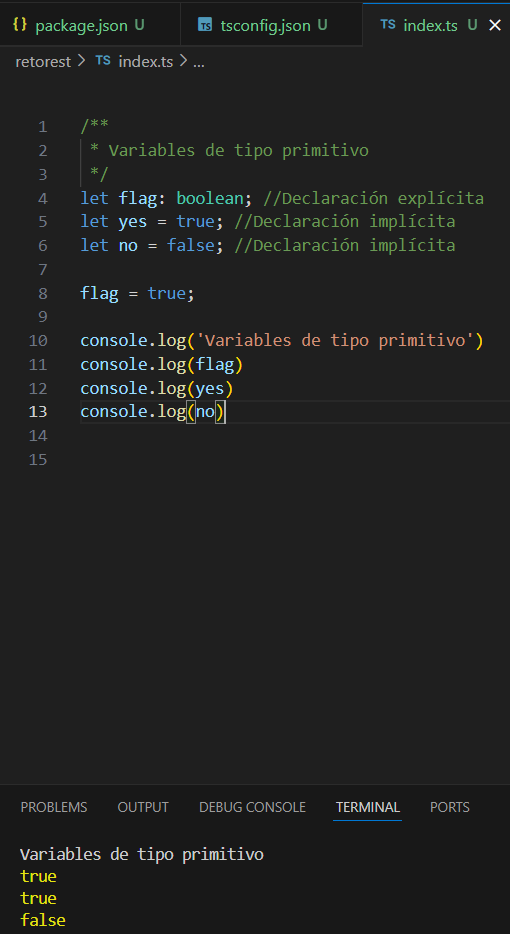 {} package.json U TS tsconfig.json U TS index.ts U ×
retorest > TS index.ts > ...
1 /**
2  * Variables de tipo primitivo
3  */
4 let flag: boolean; //Declaración explícita
5 let yes = true; //Declaración implícita
6 let no = false; //Declaración implícita
7
8 flag = true;
9
10 console.log('Variables de tipo primitivo')
11 console.log(flag)
12 console.log(yes)
13 console.log(no)
14
15
PROBLEMS OUTPUT DEBUG CONSOLE TERMINAL PORTS
Variables de tipo primitivo
true
true
false